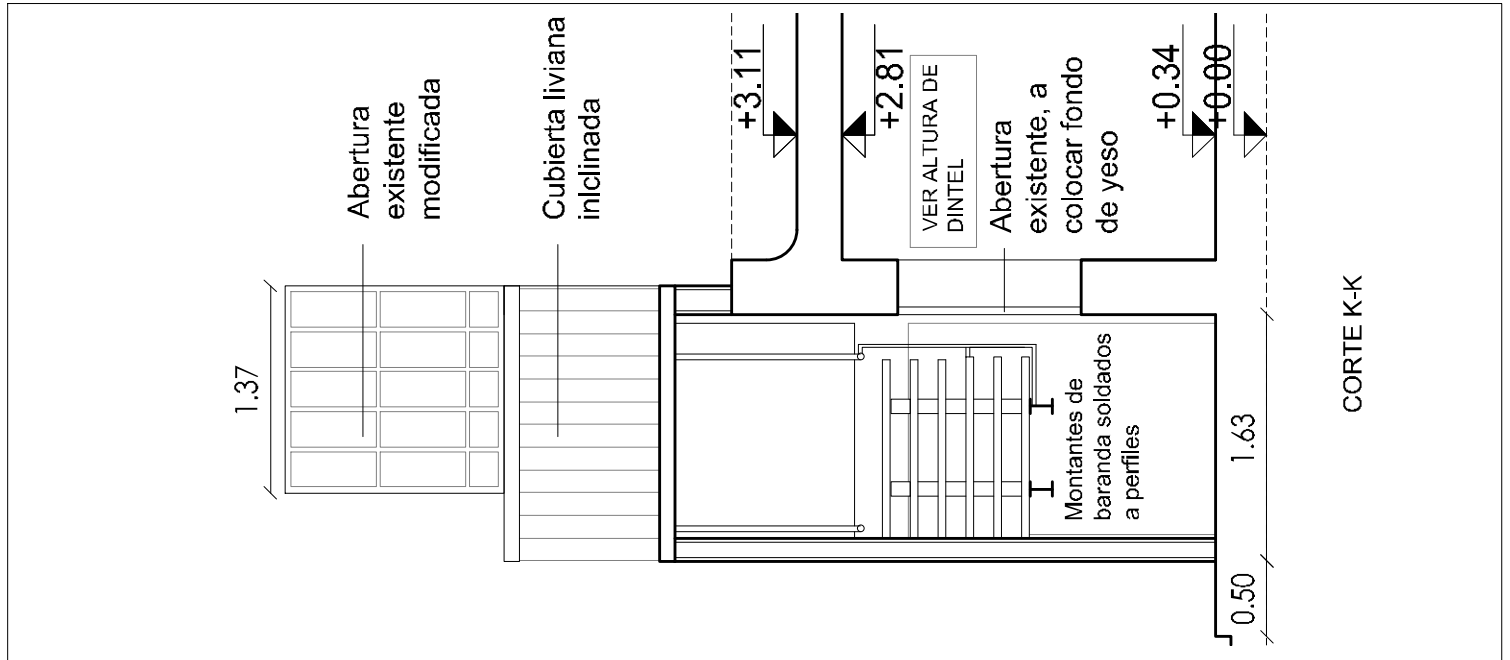 1.37
Abertura
existente
modificada
Cubierta liviana
iniclinada
+3.11
+2.81
VER ALTURA DE
DINTEL
Abertura
existente, a
colocar fondo
de yeso
+0.34
+0.00
Montantes de
baranda soldados
a perfiles
1.63
0.50
CORTE K-K